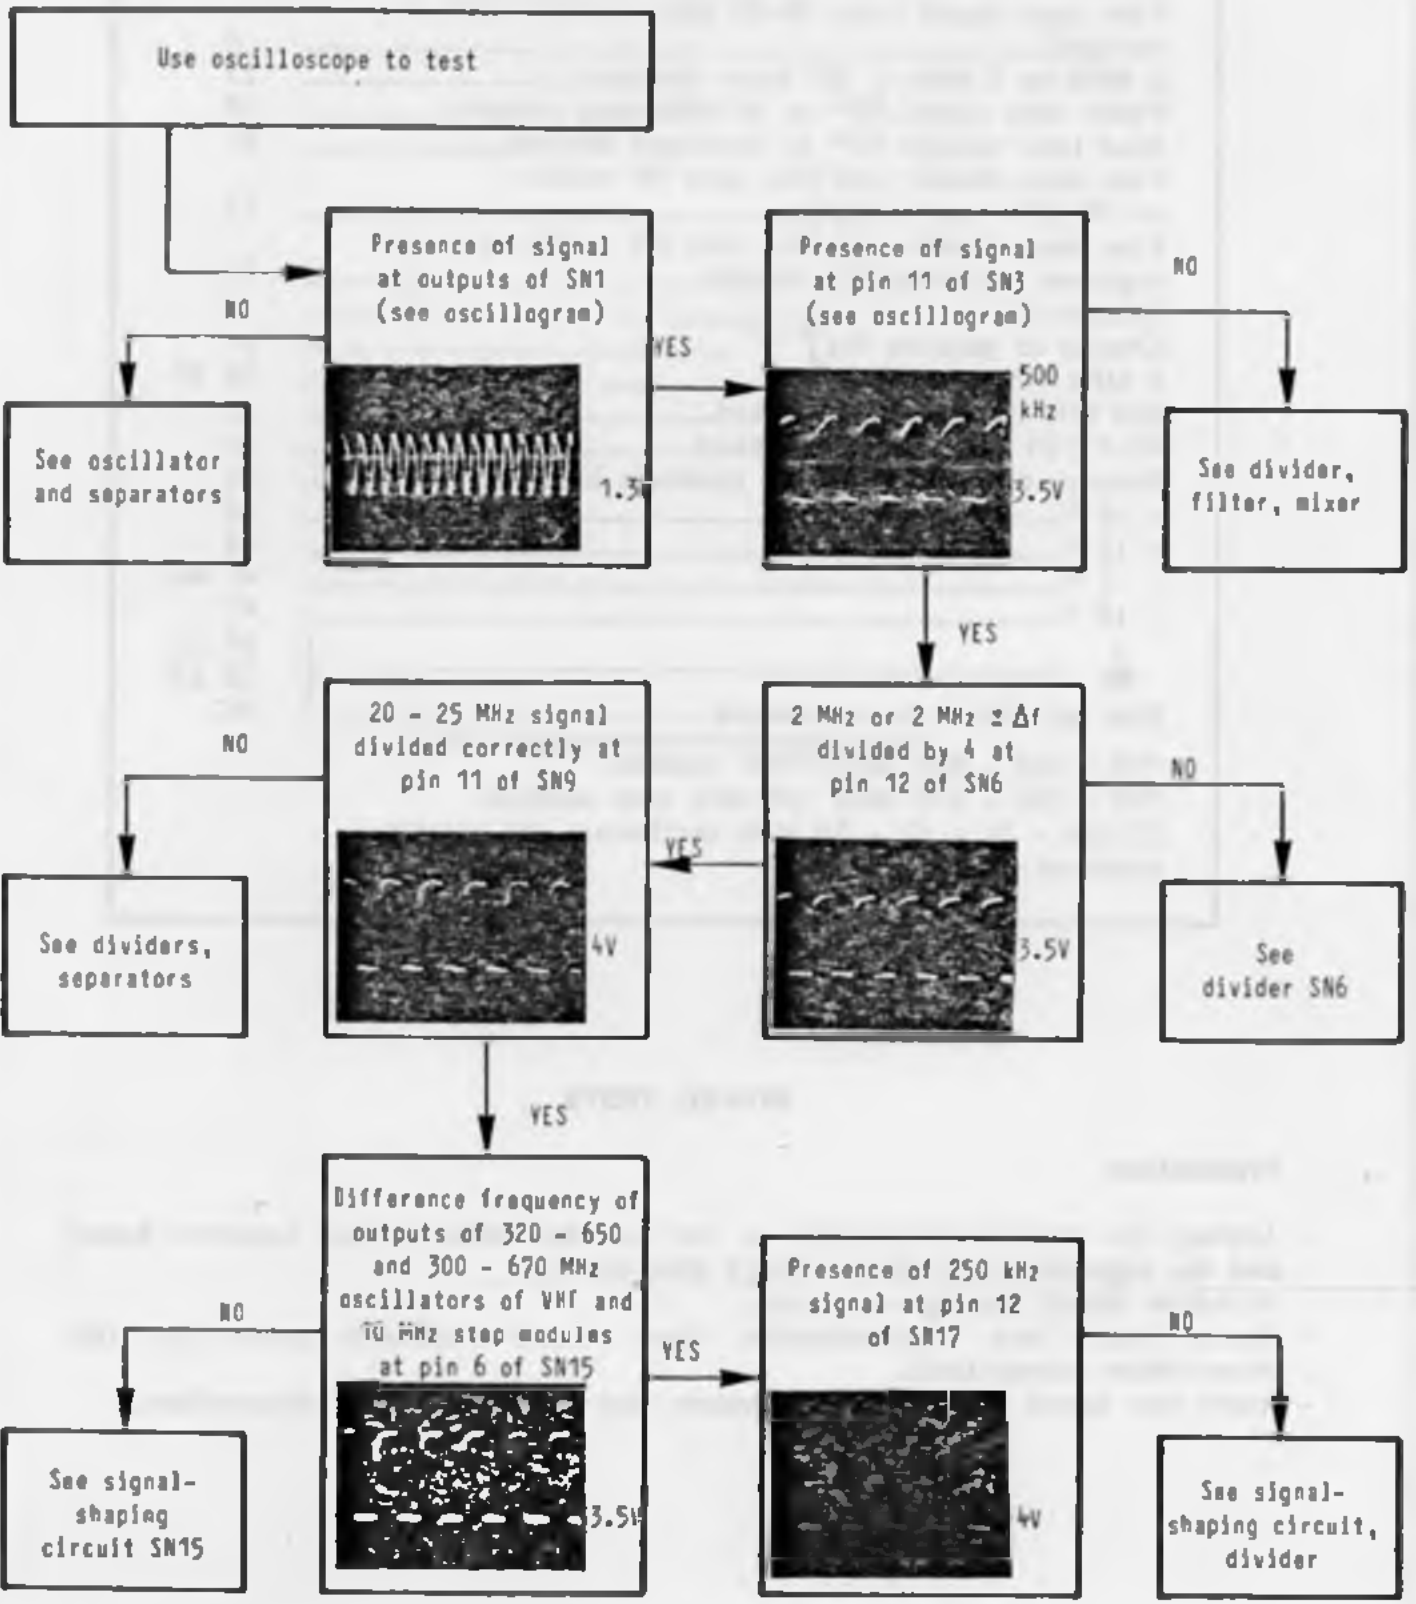 Use oscilloscope to test
Presence of signal
at outputs of SN1
(see oscillogram)
1.3V
NO
See oscillator
and separators
YES
Presence of signal
at pin 11 of SN3
(see oscillogram)
500
kHz
3.5V
NO
See divider,
filter, mixer
YES
2 MHz or 2 MHz ± Δf
divided by 4 at
pin 12 of SN6
3.5V
NO
See
divider SN6
YES
20 - 25 MHz signal
divided correctly at
pin 11 of SN9
4V
NO
See dividers,
separators
YES
Difference frequency of
outputs of 320 - 650
and 300 - 670 MHz
oscillators of VHF and
10 MHz step modules
at pin 6 of SN15
3.5V
NO
See signal-
shaping
circuit SN15
YES
Presence of 250 kHz
signal at pin 12
of SN17
4V
NO
See signal-
shaping circuit,
divider